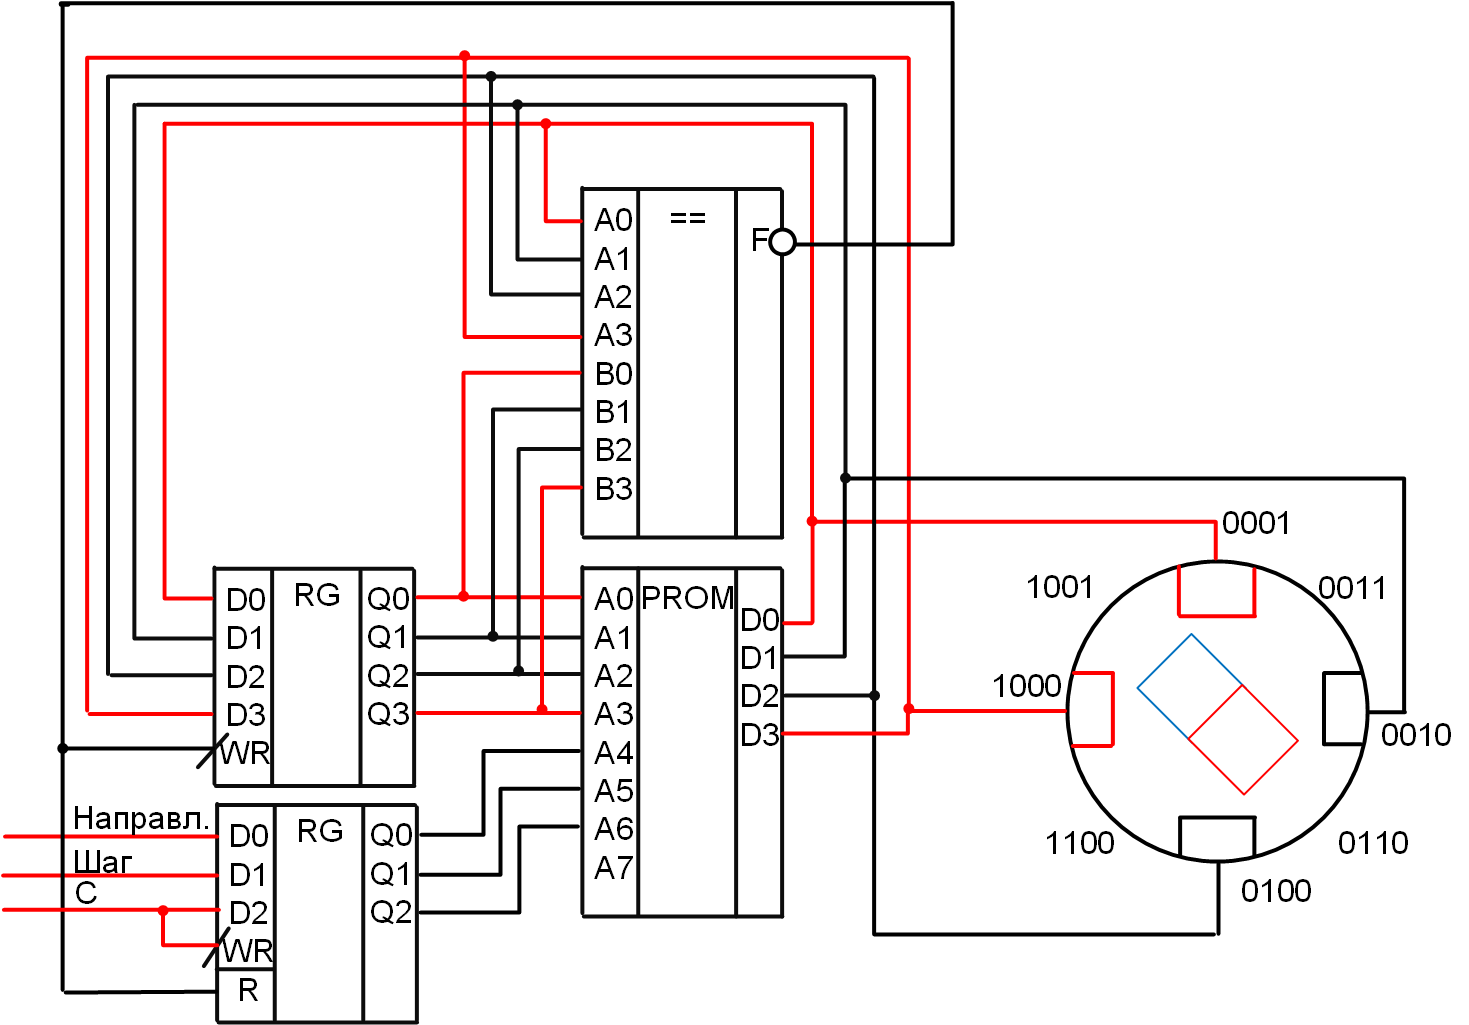 A0 == F
A1
A2
A3
B0
B1
B2
B3
D0 RG Q0
D1 Q1
D2 Q2
D3 Q3
WR
A0 PROM D0
A1 D1
A2 D2
A3 D3
A4
A5
A6
A7
Направл.
Шаг
C
D0 RG Q0
D1 Q1
D2 Q2
WR
R
0001
1001 0011
1000
0010
1100 0110
0100